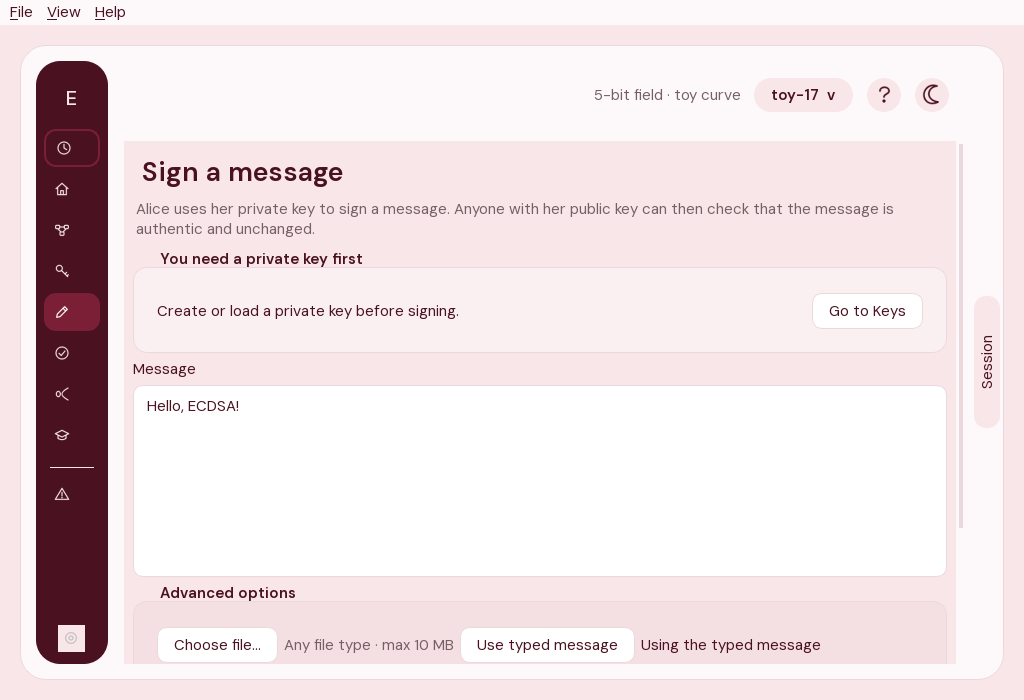 File View Help
E
5-bit field · toy curve toy-17 v ?
Sign a message
Alice uses her private key to sign a message. Anyone with her public key can then check that the message is
authentic and unchanged.
You need a private key first
Create or load a private key before signing. Go to Keys
Session
Message
Hello, ECDSA!
Advanced options
Choose file... Any file type · max 10 MB Use typed message Using the typed message